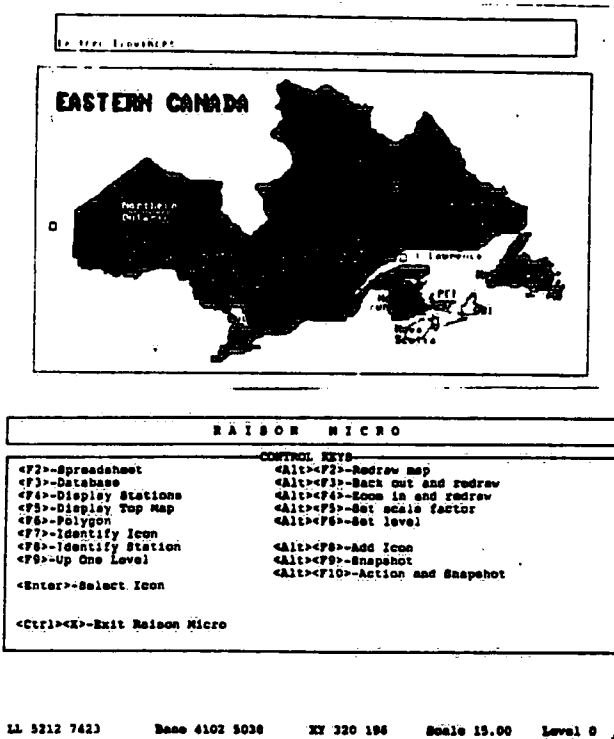 EASTERN CANADA
Northern
Ontario
Lawrence
PEI
Nova
Scotia
RAISON MICRO
CONTROL KEYS
<F2>-Spreadsheet
<F3>-Database
<F4>-Display Stations
<F5>-Display Top Map
<F6>-Polygon
<F7>-Identify Icon
<F8>-Identify Station
<F9>-Up One Level
<Enter>-Select Icon
<Ctrl><X>-Exit Raison Micro
<Alt><F2>-Redraw map
<Alt><F3>-Back out and redraw
<Alt><F4>-Zoom in and redraw
<Alt><F5>-Set scale factor
<Alt><F6>-Set level
<Alt><F8>-Add Icon
<Alt><F9>-Snapshot
<Alt><F10>-Action and Snapshot
LL 5212 7423 Base 4102 5038 XY 320 196 Scale 15.00 Level 0